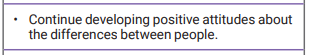 • Continue developing positive attitudes about
the differences between people.